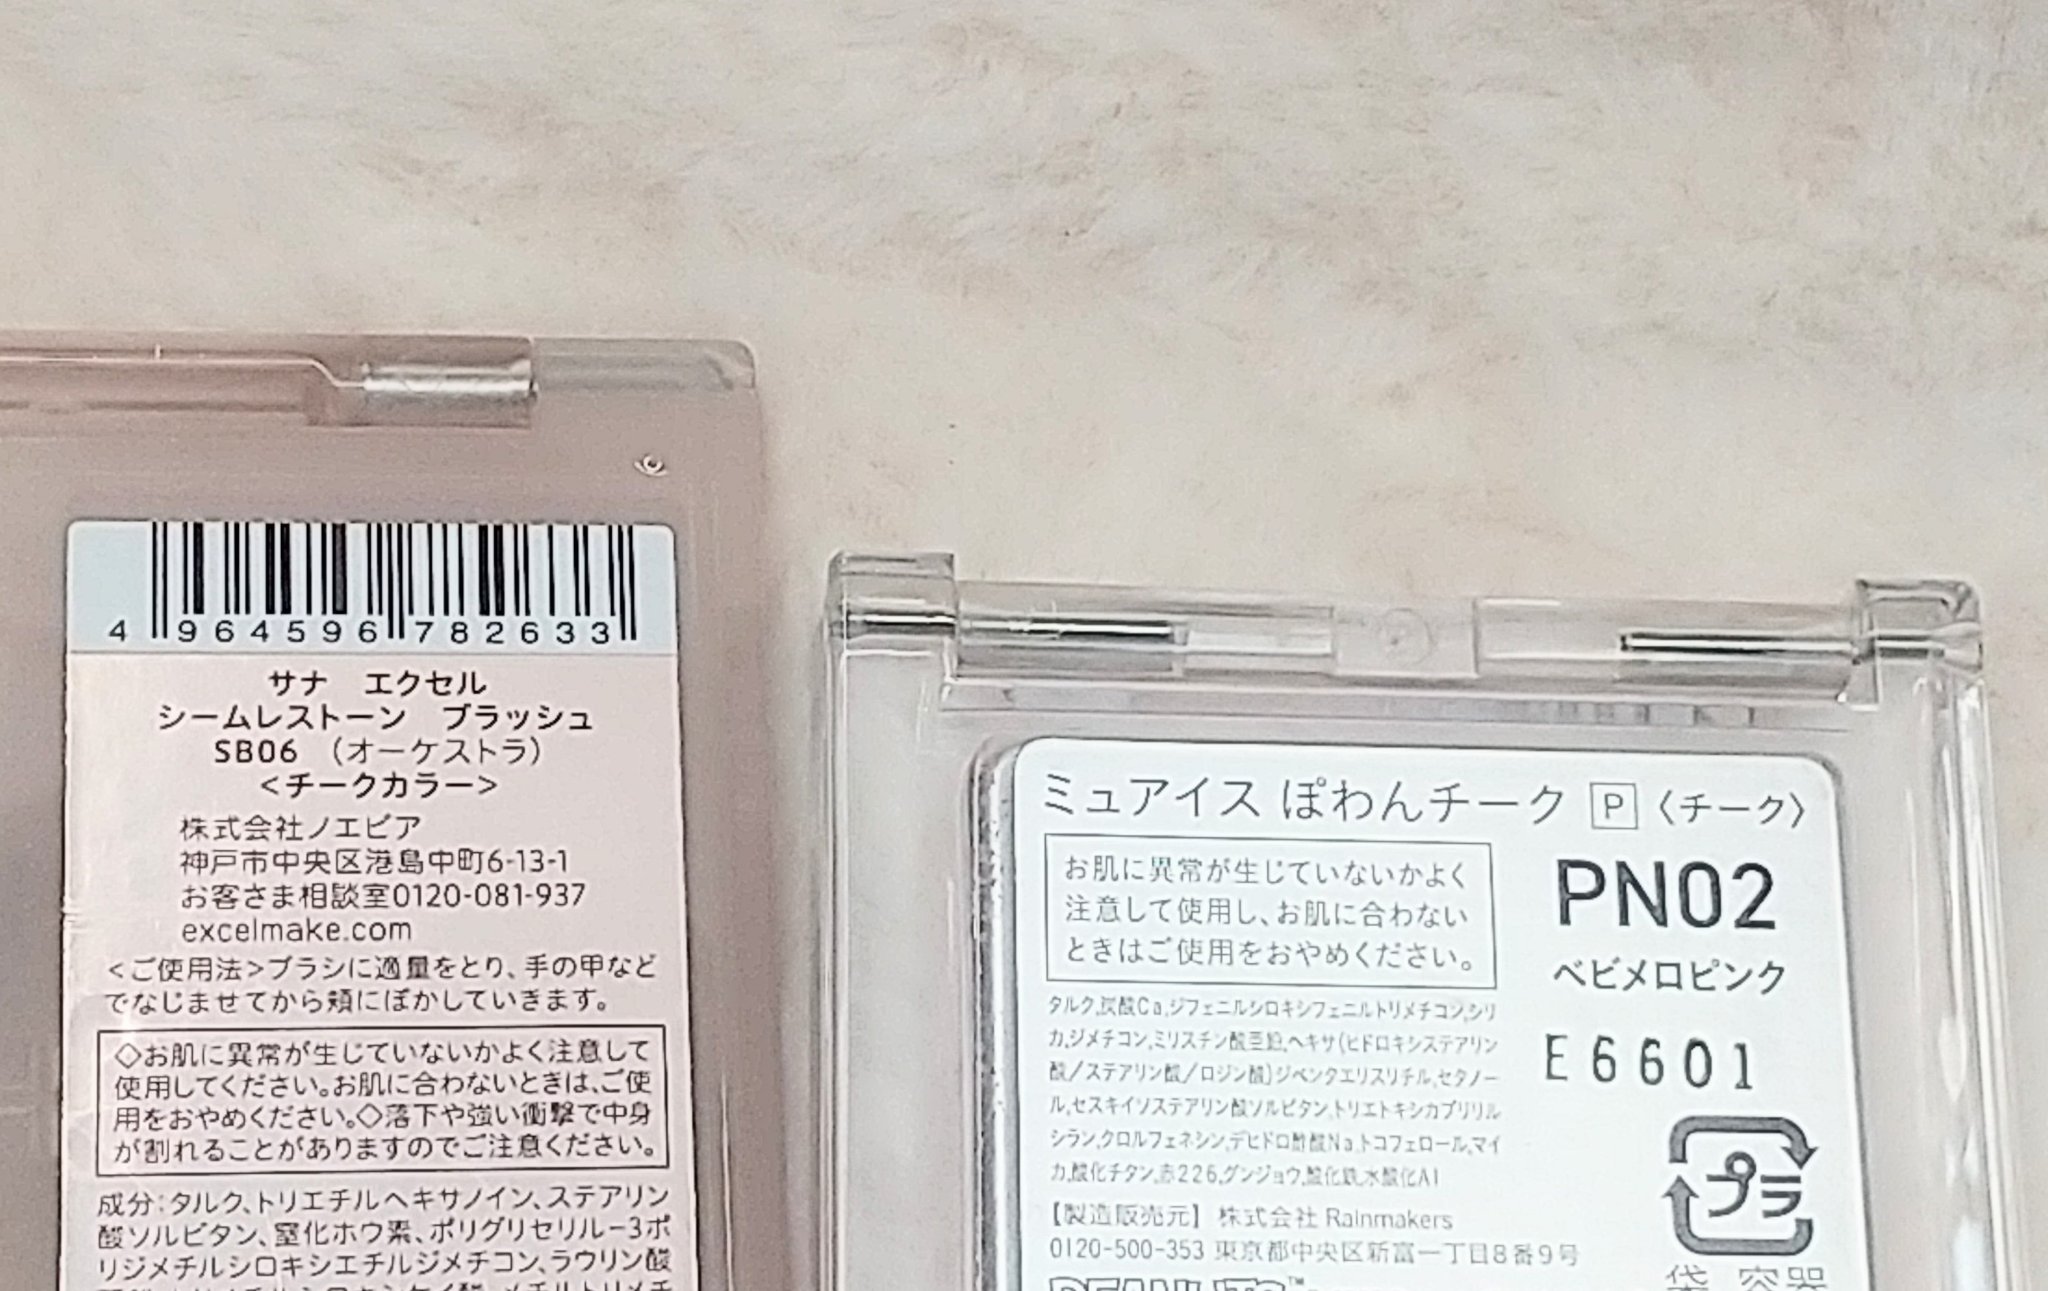 4 964596 782633
サナ エクセル
シームレストーン ブラッシュ
SB06 (オーケストラ)
<チークカラー>
株式会社ノエビア
神戸市中央区港島中町6-13-1
お客さま相談室0120-081-937
excelmake.com
<ご使用法>ブラシに適量をとり、手の甲など
でなじませてから頬にぼかしていきます。
◇お肌に異常が生じていないかよく注意して
使用してください。お肌に合わないときは、ご使
用をおやめください。◇落下や強い衝撃で中身
が割れることがありますのでご注意ください。
成分:タルク、トリエチルヘキサノイン、ステアリン
酸ソルビタン、窒化ホウ素、ポリグリセリル-3ポ
リジメチルシロキシエチルジメチコン、ラウリン酸
ミュアイス ぽわんチーク P 〈チーク〉
お肌に異常が生じていないかよく
注意して使用し、お肌に合わない
ときはご使用をおやめください。
PN02
ベビメロピンク
E6601
タルク,炭酸Ca,ジフェニルシロキシフェニルトリメチコン,シリ
カ,ジメチコン,ミリスチン酸亜鉛,ヘキサ(ヒドロキシステアリン
酸/ステアリン酸/ロジン酸)ジペンタエリスリチル,セタノー
ル,セスキイソステアリン酸ソルビタン,トリエトキシカプリリル
シラン,クロルフェネシン,デヒドロ酢酸Na,トコフェロール,マイ
カ,酸化チタン,赤226,グンジョウ,酸化鉄,水酸化Al
【製造販売元】株式会社 Rainmakers
0120-500-353 東京都中央区新富一丁目8番9号
プラ
袋 容器
PEANUTS™